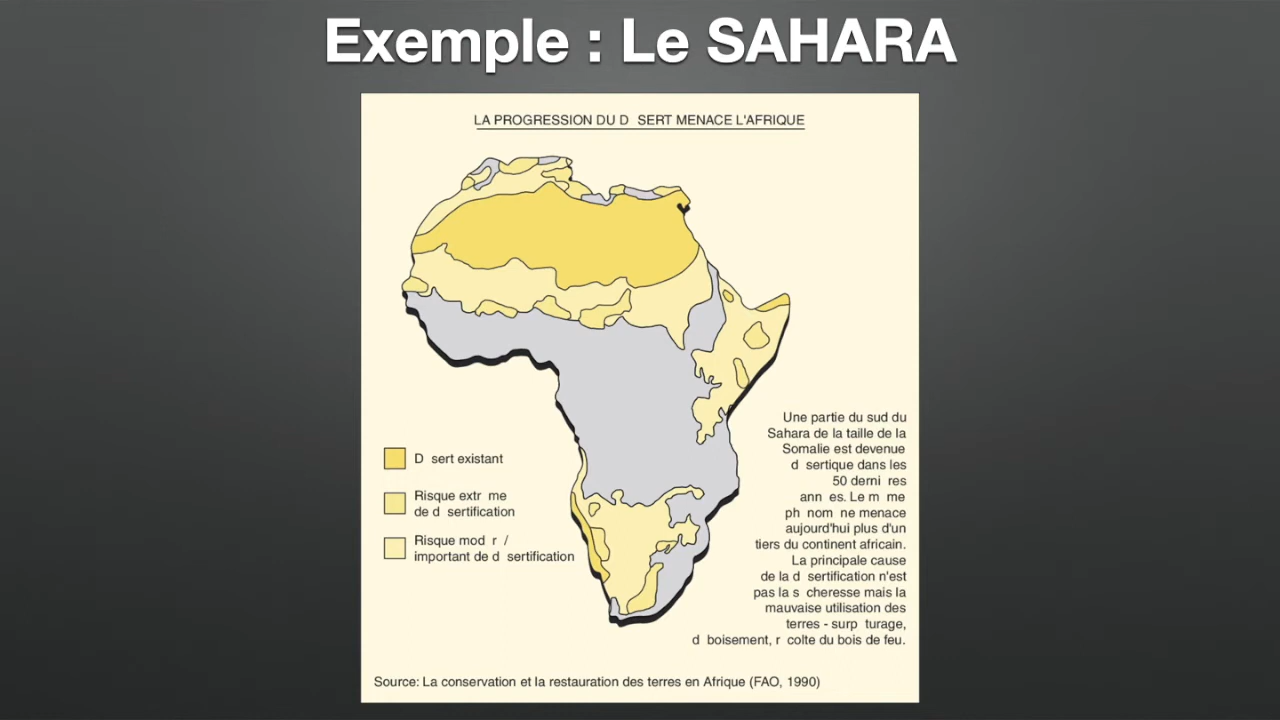 Exemple : Le SAHARA
LA PROGRESSION DU D SERT MENACE L'AFRIQUE
D sert existant
Risque extr me
de d sertification
Risque mod r /
important de d sertification
Une partie du sud du
Sahara de la taille de la
Somalie est devenue
d sertique dans les
50 derni res
ann es. Le m me
ph nom ne menace
aujourd'hui plus d'un
tiers du continent africain.
La principale cause
de la d sertification n'est
pas la s cheresse mais la
mauvaise utilisation des
terres - surp turage,
d boisement, r colte du bois de feu.
Source: La conservation et la restauration des terres en Afrique (FAO, 1990)